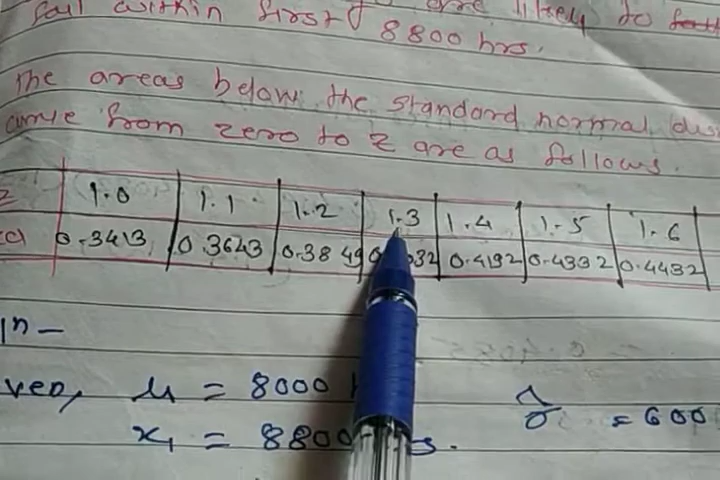 fail within first 8800 hrs.
The areas below the standard normal
curve from zero to z are as follows.
z 1.0 1.1 1.2 1.3 1.4 1.5 1.6
0.3413 0.3643 0.3849 0.4192 0.4332 0.4432
μ = 8000
σ = 600
x₁ = 8800